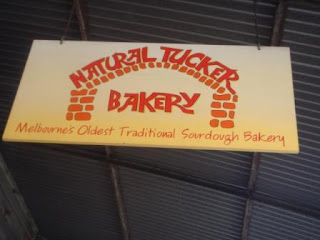 NATURAL TUCKER
BAKERY
Melbourne's Oldest Traditional Sourdough Bakery